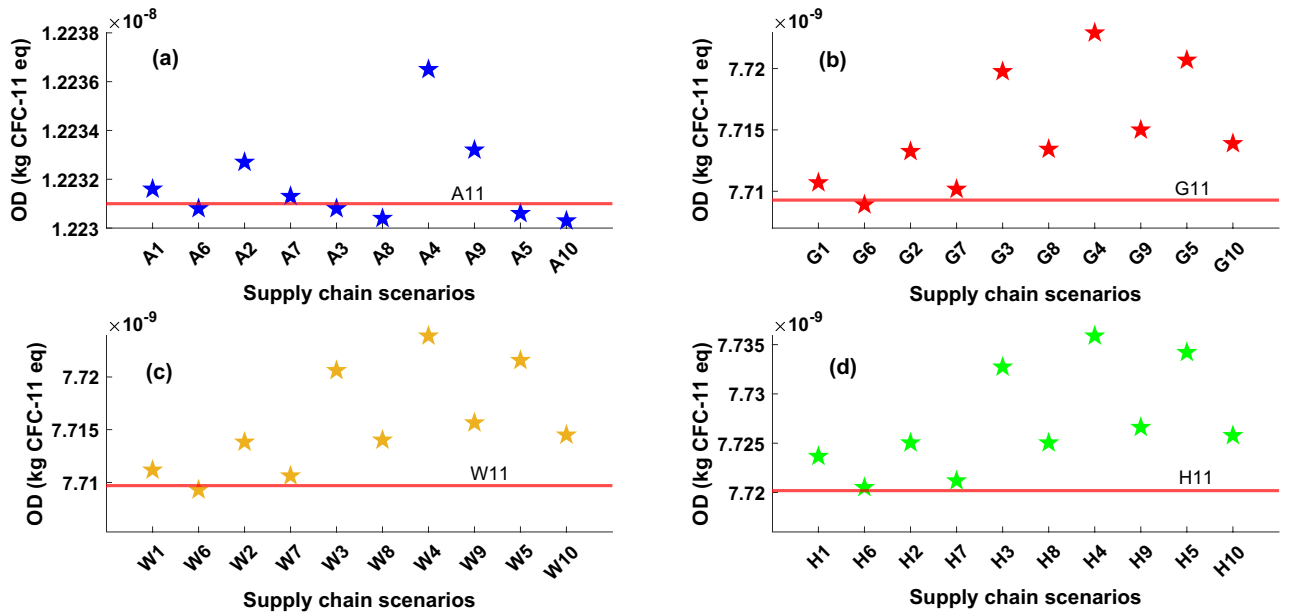 ×10-8
1.2238
1.2236
1.2234
1.2232
1.223
OD (kg CFC-11 eq)
(a)
A11
A1 A6 A2 A7 A3 A8 A4 A9 A5 A10
Supply chain scenarios
×10-9
7.72
7.715
7.71
OD (kg CFC-11 eq)
(b)
G11
G1 G6 G2 G7 G3 G8 G4 G9 G5 G10
Supply chain scenarios
×10-9
7.72
7.715
7.71
OD (kg CFC-11 eq)
(c)
W11
W1 W6 W2 W7 W3 W8 W4 W9 W5 W10
Supply chain scenarios
×10-9
7.735
7.73
7.725
7.72
OD (kg CFC-11 eq)
(d)
H11
H1 H6 H2 H7 H3 H8 H4 H9 H5 H10
Supply chain scenarios